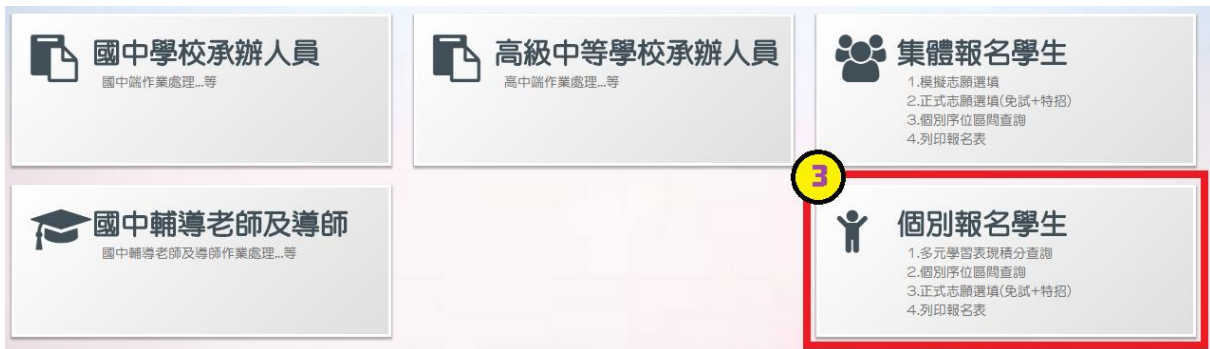 國中學校承辦人員
國中端作業處理...等
高級中等學校承辦人員
高中端作業處理...等
集體報名學生
1.模擬志願選填
2.正式志願選填(免試+特招)
3.個別序位區間查詢
4.列印報名表
國中輔導老師及導師
國中輔導老師及導師作業處理...等
3
個別報名學生
1.多元學習表現積分查詢
2.個別序位區間查詢
3.正式志願選填(免試+特招)
4.列印報名表